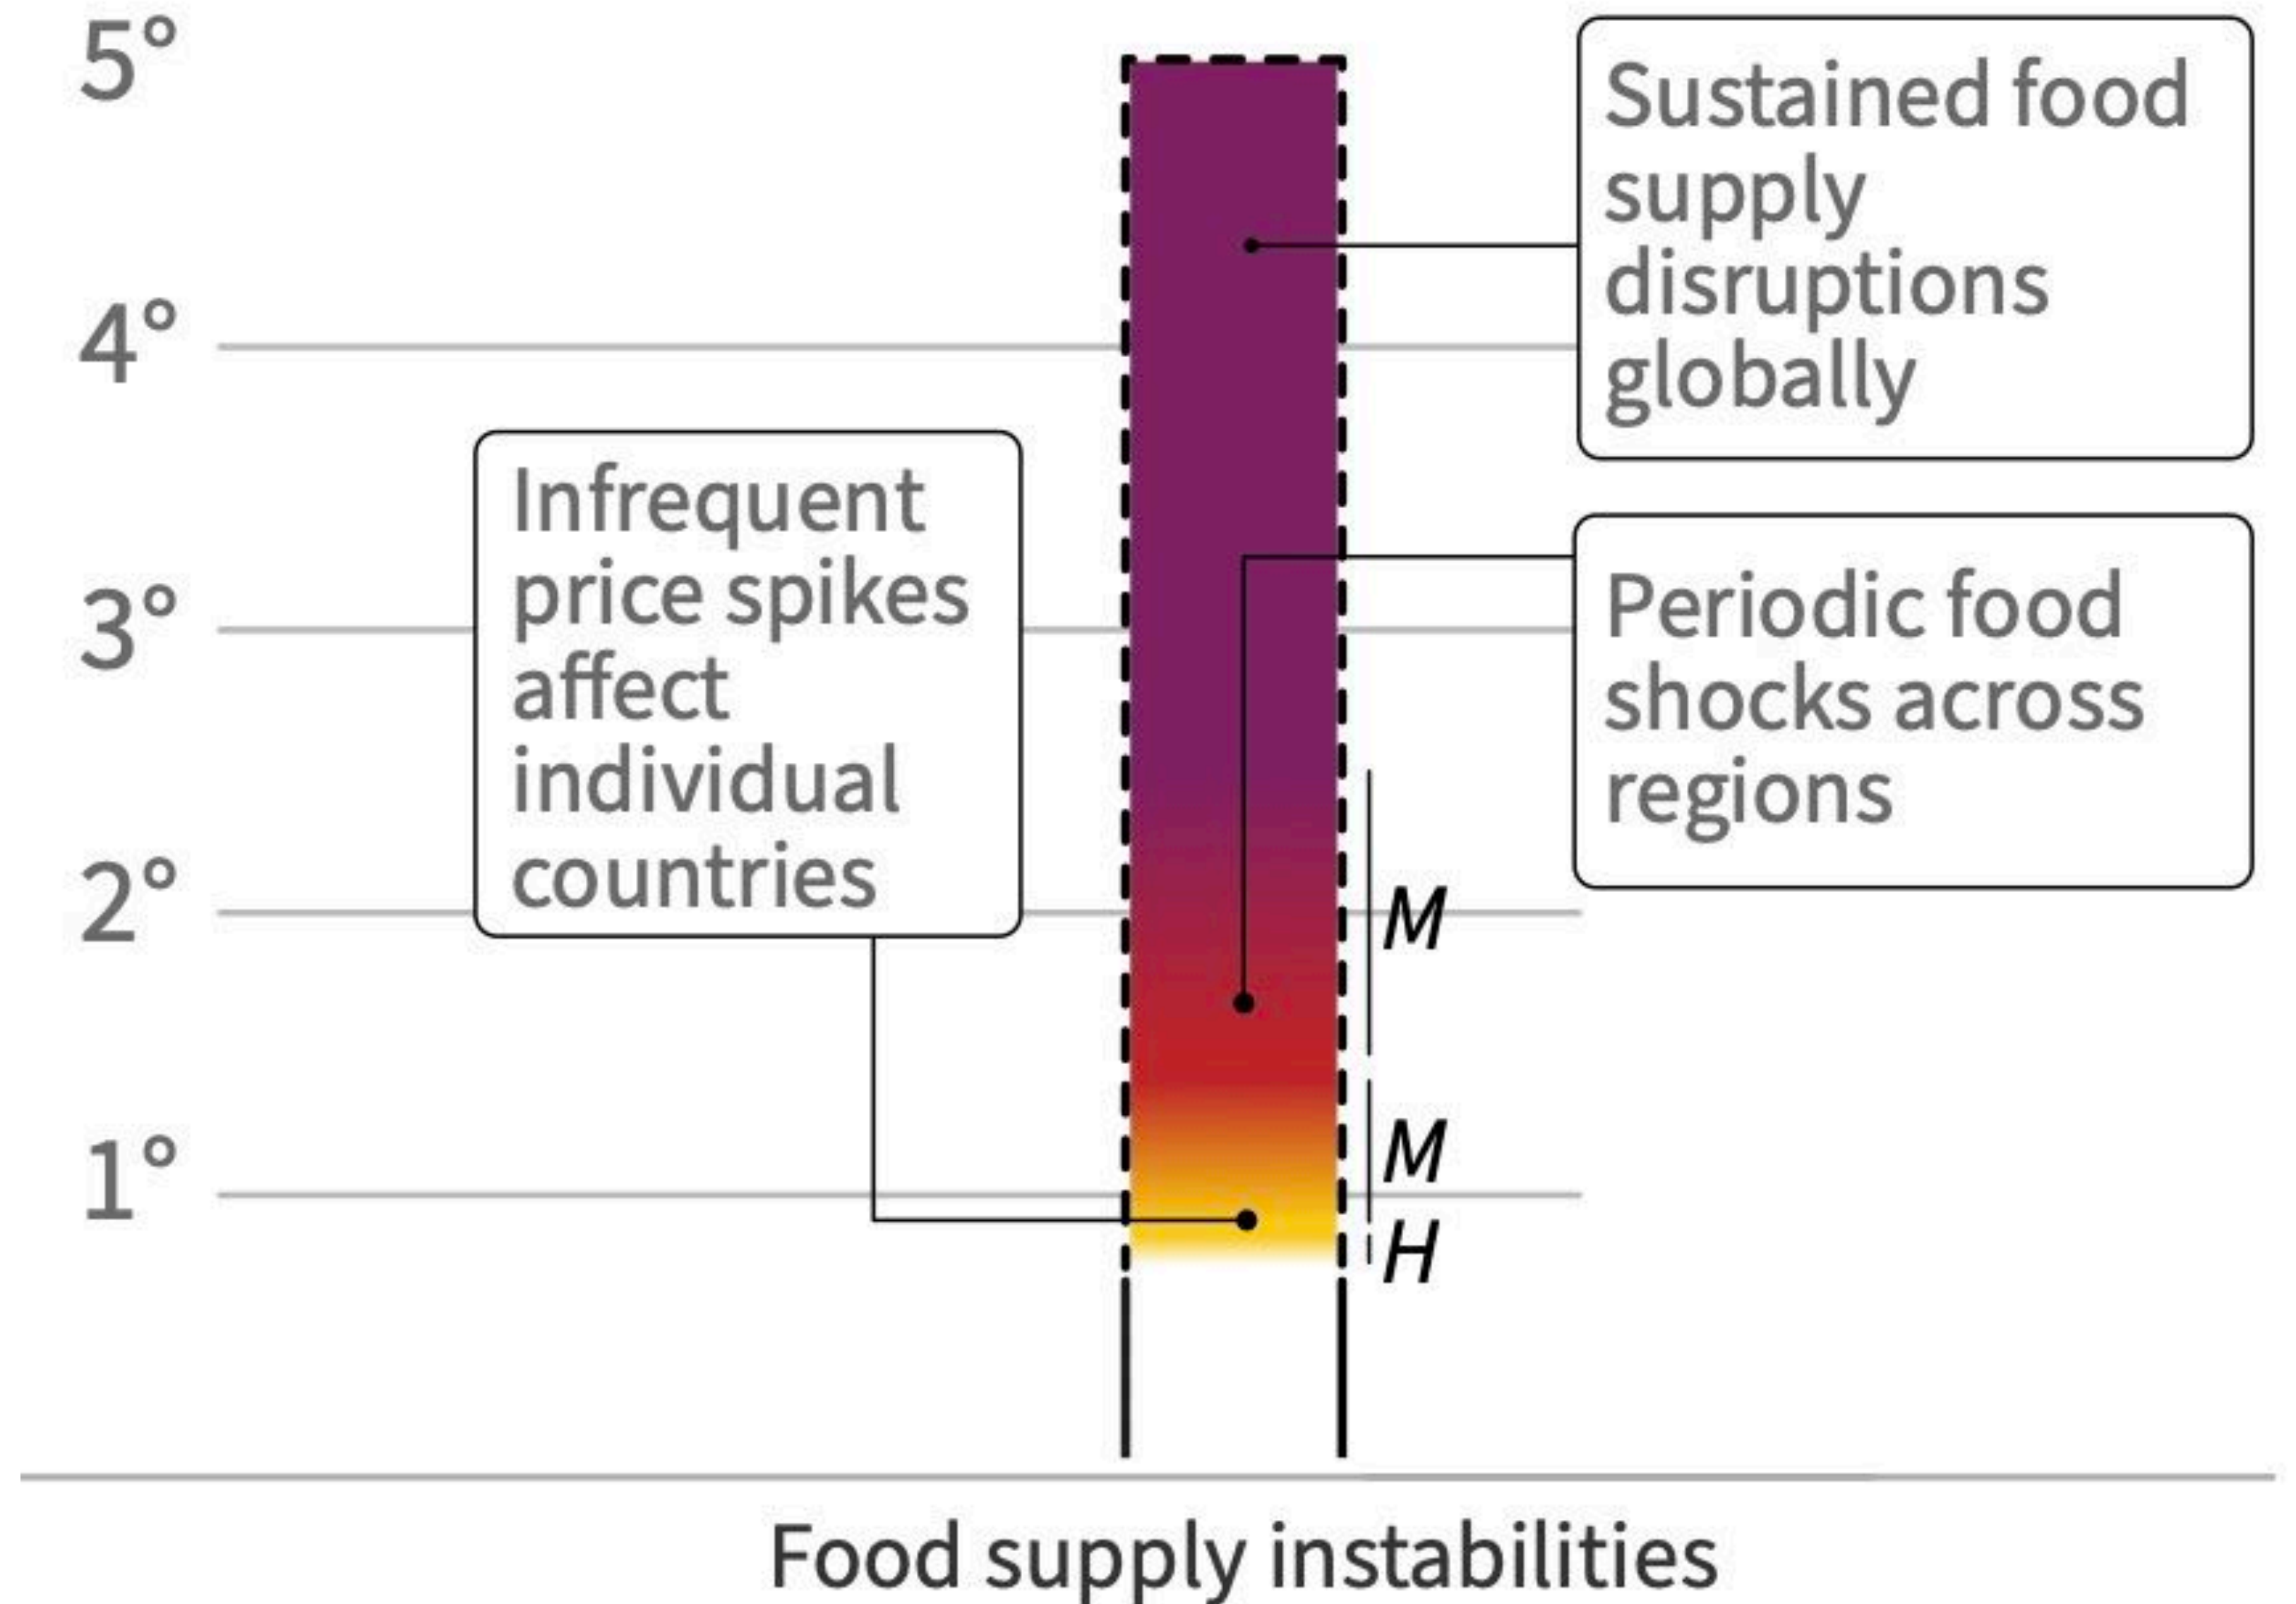 5°
4°
3°
2°
1°
Infrequent
price spikes
affect
individual
countries
Sustained food
supply
disruptions
globally
Periodic food
shocks across
regions
M
M
H
Food supply instabilities